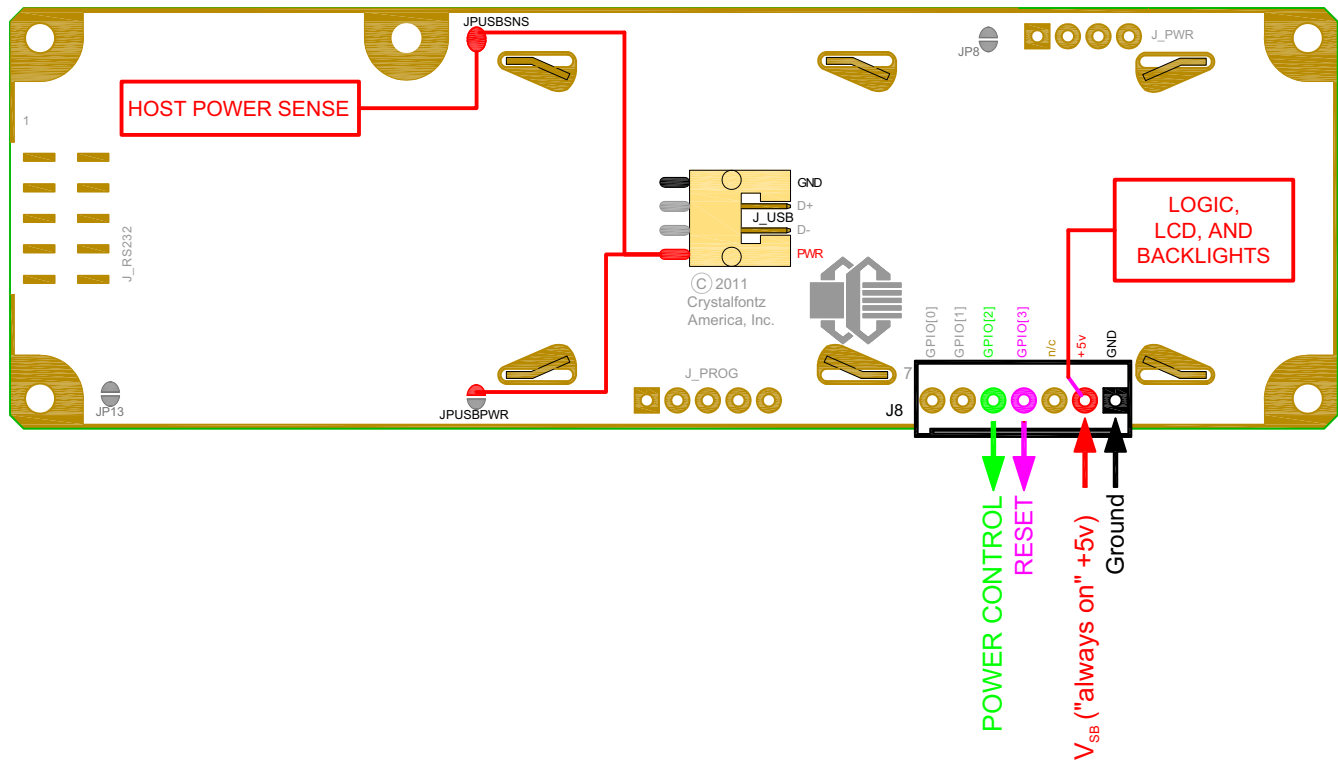 JPUSBSNS
JP8
J_PWR
HOST POWER SENSE
1
J_RS232
GND
D+
J_USB
D-
PWR
LOGIC,
LCD, AND
BACKLIGHTS
© 2011
Crystalfontz
America, Inc.
GPIO[0]
GPIO[1]
GPIO[2]
GPIO[3]
n/c
+5v
GND
J_PROG
7
JP13
JPUSBPWR
J8
POWER CONTROL
RESET
VSB ("always on" +5v)
Ground